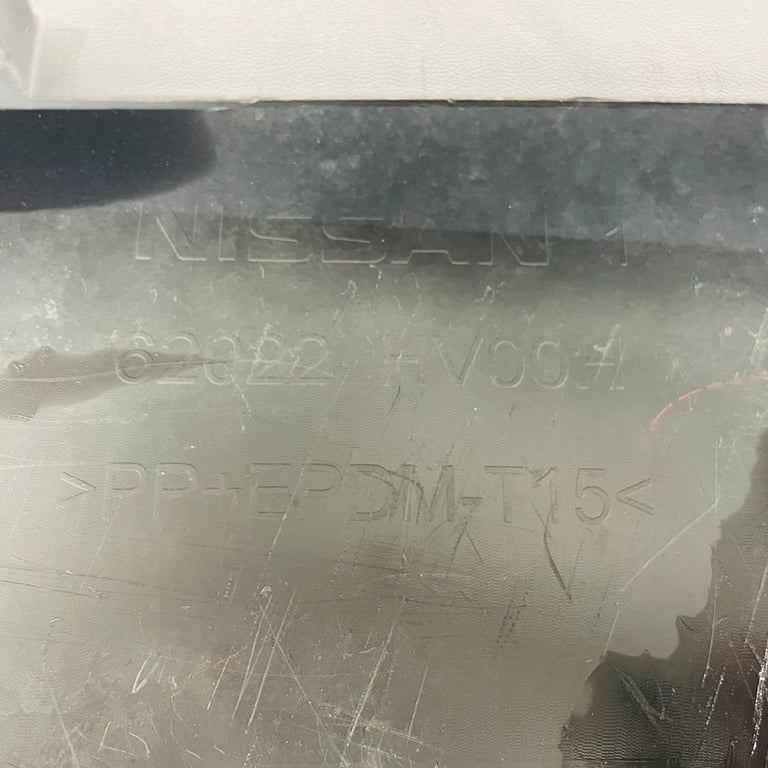 NISSAN T
62022 HV00H
>PP+EPDM-T15<